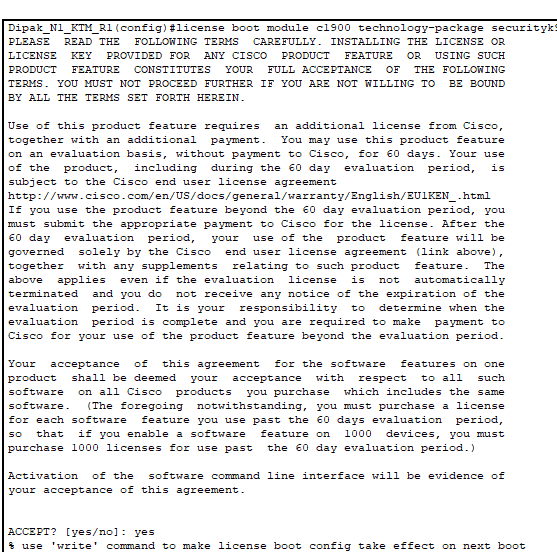 Dipak_N1_KTM_R1(config)#license boot module c1900 technology-package securityk9
PLEASE READ THE FOLLOWING TERMS CAREFULLY. INSTALLING THE LICENSE OR
LICENSE KEY PROVIDED FOR ANY CISCO PRODUCT FEATURE OR USING SUCH
PRODUCT FEATURE CONSTITUTES YOUR FULL ACCEPTANCE OF THE FOLLOWING
TERMS. YOU MUST NOT PROCEED FURTHER IF YOU ARE NOT WILLING TO BE BOUND
BY ALL THE TERMS SET FORTH HEREIN.
Use of this product feature requires an additional license from Cisco,
together with an additional payment. You may use this product feature
on an evaluation basis, without payment to Cisco, for 60 days. Your use
of the product, including during the 60 day evaluation period, is
subject to the Cisco end user license agreement
http://www.cisco.com/en/US/docs/general/warranty/English/EU1KEN_.html
If you use the product feature beyond the 60 day evaluation period, you
must submit the appropriate payment to Cisco for the license. After the
60 day evaluation period, your use of the product feature will be
governed solely by the Cisco end user license agreement (link above),
together with any supplements relating to such product feature. The
above applies even if the evaluation license is not automatically
terminated and you do not receive any notice of the expiration of the
evaluation period. It is your responsibility to determine when the
evaluation period is complete and you are required to make payment to
Cisco for your use of the product feature beyond the evaluation period.
Your acceptance of this agreement for the software features on one
product shall be deemed your acceptance with respect to all such
software on all Cisco products you purchase which includes the same
software. (The foregoing notwithstanding, you must purchase a license
for each software feature you use past the 60 days evaluation period,
so that if you enable a software feature on 1000 devices, you must
purchase 1000 licenses for use past the 60 day evaluation period.)
Activation of the software command line interface will be evidence of
your acceptance of this agreement.
ACCEPT? [yes/no]: yes
% use 'write' command to make license boot config take effect on next boot